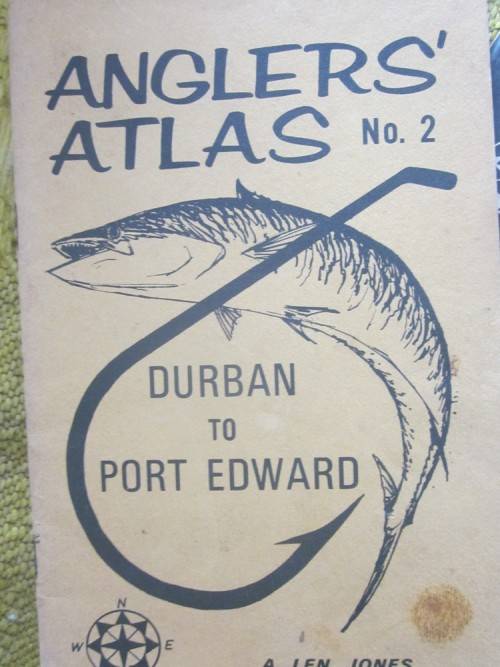 ANGLERS'
ATLAS No. 2
DURBAN
TO
PORT EDWARD
N
W E
A LEN JONES